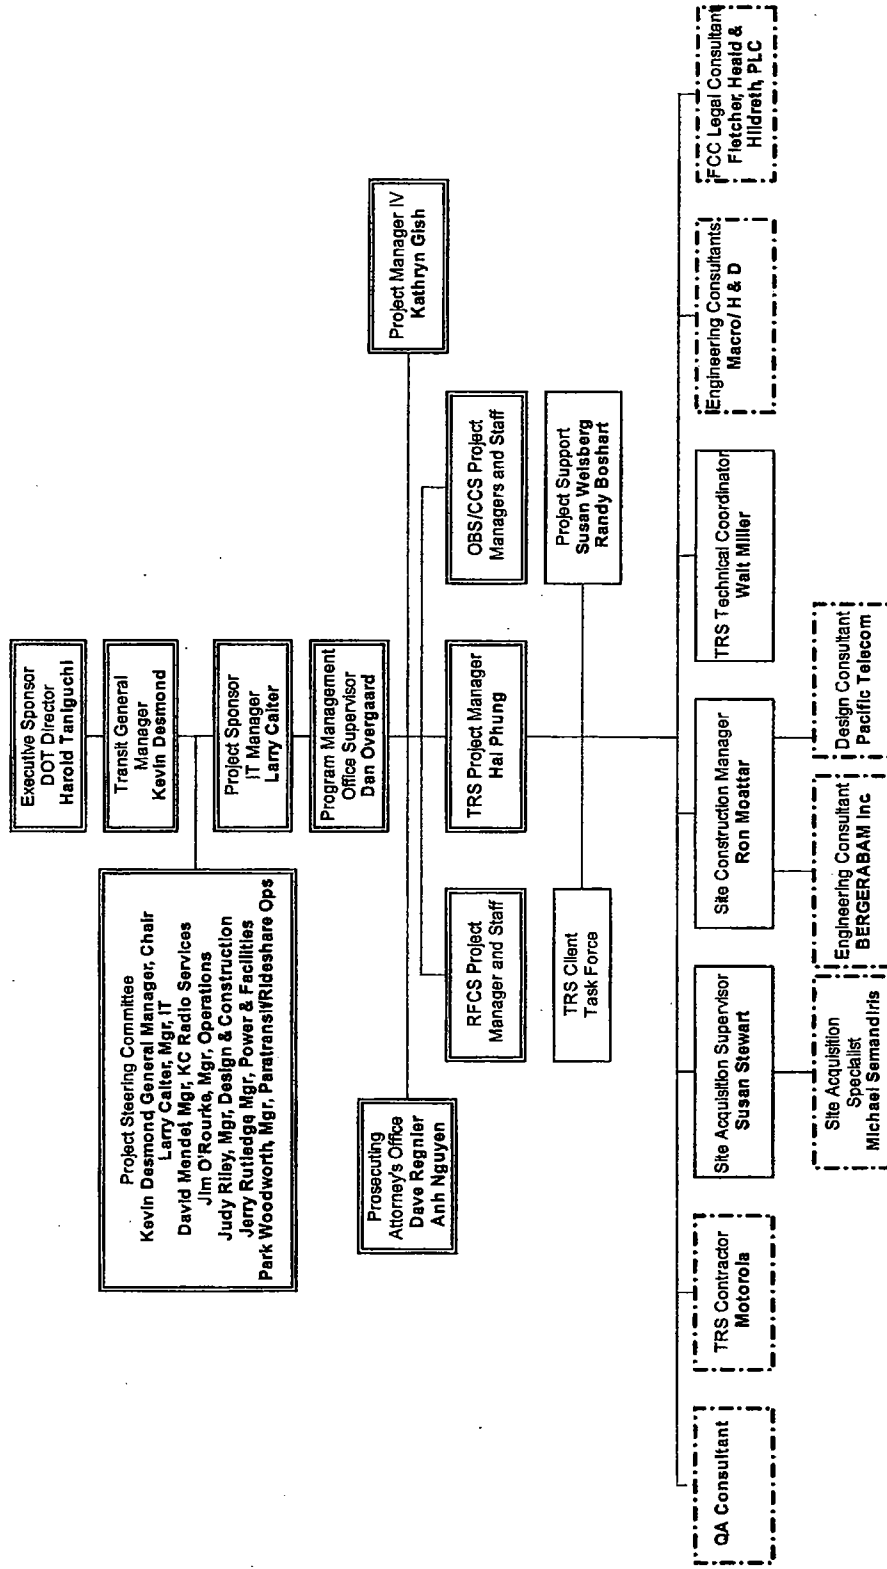 Executive Sponsor
DOT Director
Harold Taniguchi
Transit General
Manager
Kevin Desmond
Project Steering Committee
Kevin Desmond, General Manager, Chair
Larry Calter, Mgr, IT
David Mendel, Mgr, KC Radio Services
Jim O'Rourke, Mgr, Operations
Judy Riley, Mgr, Design & Construction
Jerry Rutledge, Mgr, Power & Facilities
Park Woodworth, Mgr, Paratransit/Rideshare Ops
Project Sponsor
IT Manager
Larry Calter
Program Management
Office Supervisor
Dan Overgaard
Prosecuting
Attorney's Office
Dave Regnier
Anh Nguyen
Project Manager IV
Kathryn Gish
RFCS Project
Manager and Staff
TRS Project Manager
Hai Phung
OBS/CCS Project
Managers and Staff
TRS Client
Task Force
Project Support
Susan Weisberg
Randy Boshart
QA Consultant
TRS Contractor
Motorola
Site Acquisition Supervisor
Susan Stewart
Site Construction Manager
Ron Moattar
TRS Technical Coordinator
Walt Miller
Engineering Consultants
Macro/ H & D
FCC Legal Consultant
Fletcher, Heald &
Hildreth, PLC
Site Acquisition
Specialist
Michael Semandiris
Engineering Consultant
BERGERABAM Inc
Design Consultant
Pacific Telecom